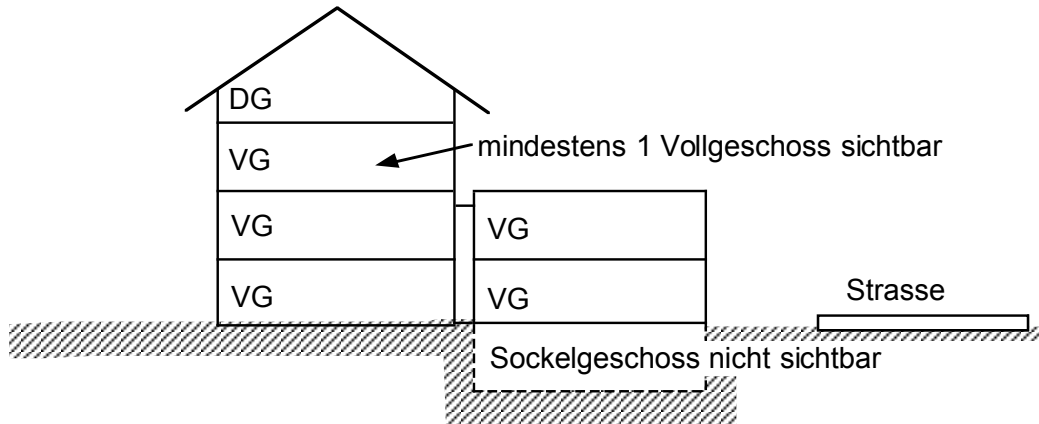 DG
VG
mindestens 1 Vollgeschoss sichtbar
VG
VG
VG
VG
Strasse
Sockelgeschoss nicht sichtbar